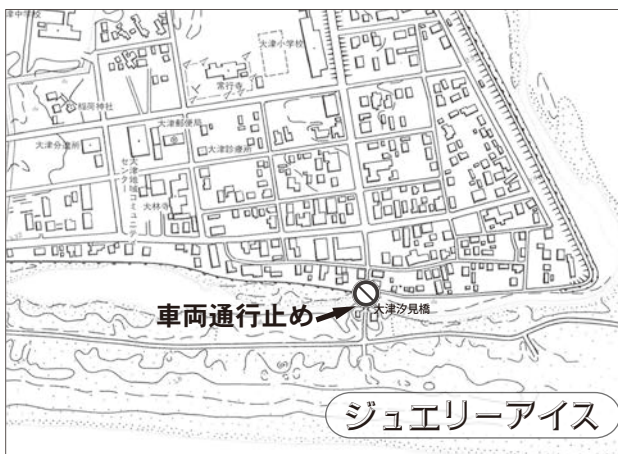 津中学校
大津小学校
常行寺
稲荷神社
大津郵便局
大津分遣所
大津診療所
大津地域コミュニティセンター
大林寺
車両通行止め
大津汐見橋
ジュエリーアイス